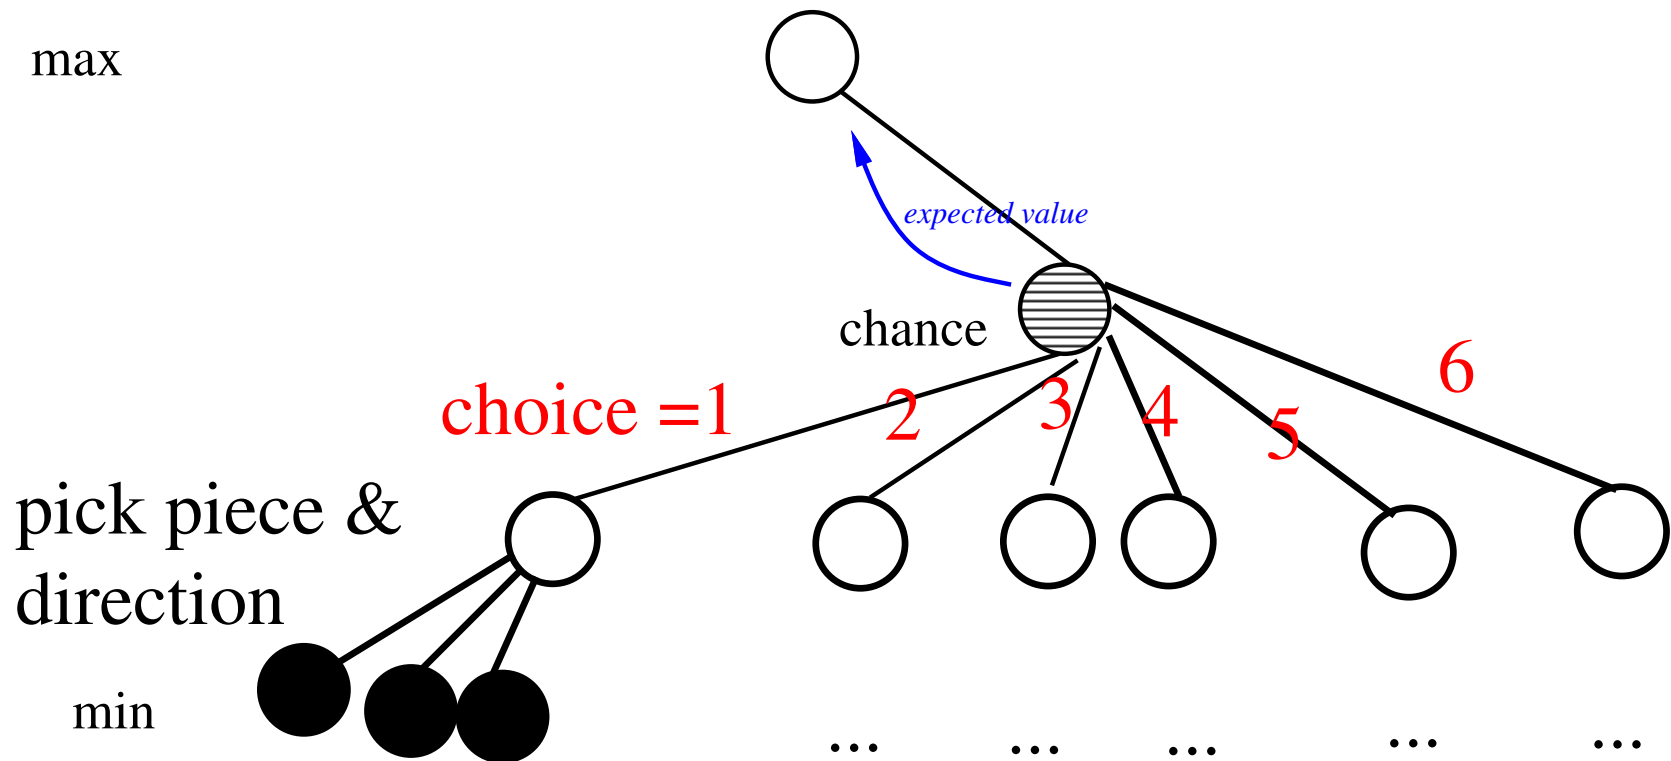 max
expected value
chance
choice =1
2
3
4
5
6
pick piece &
direction
min
...
...
...
...
...